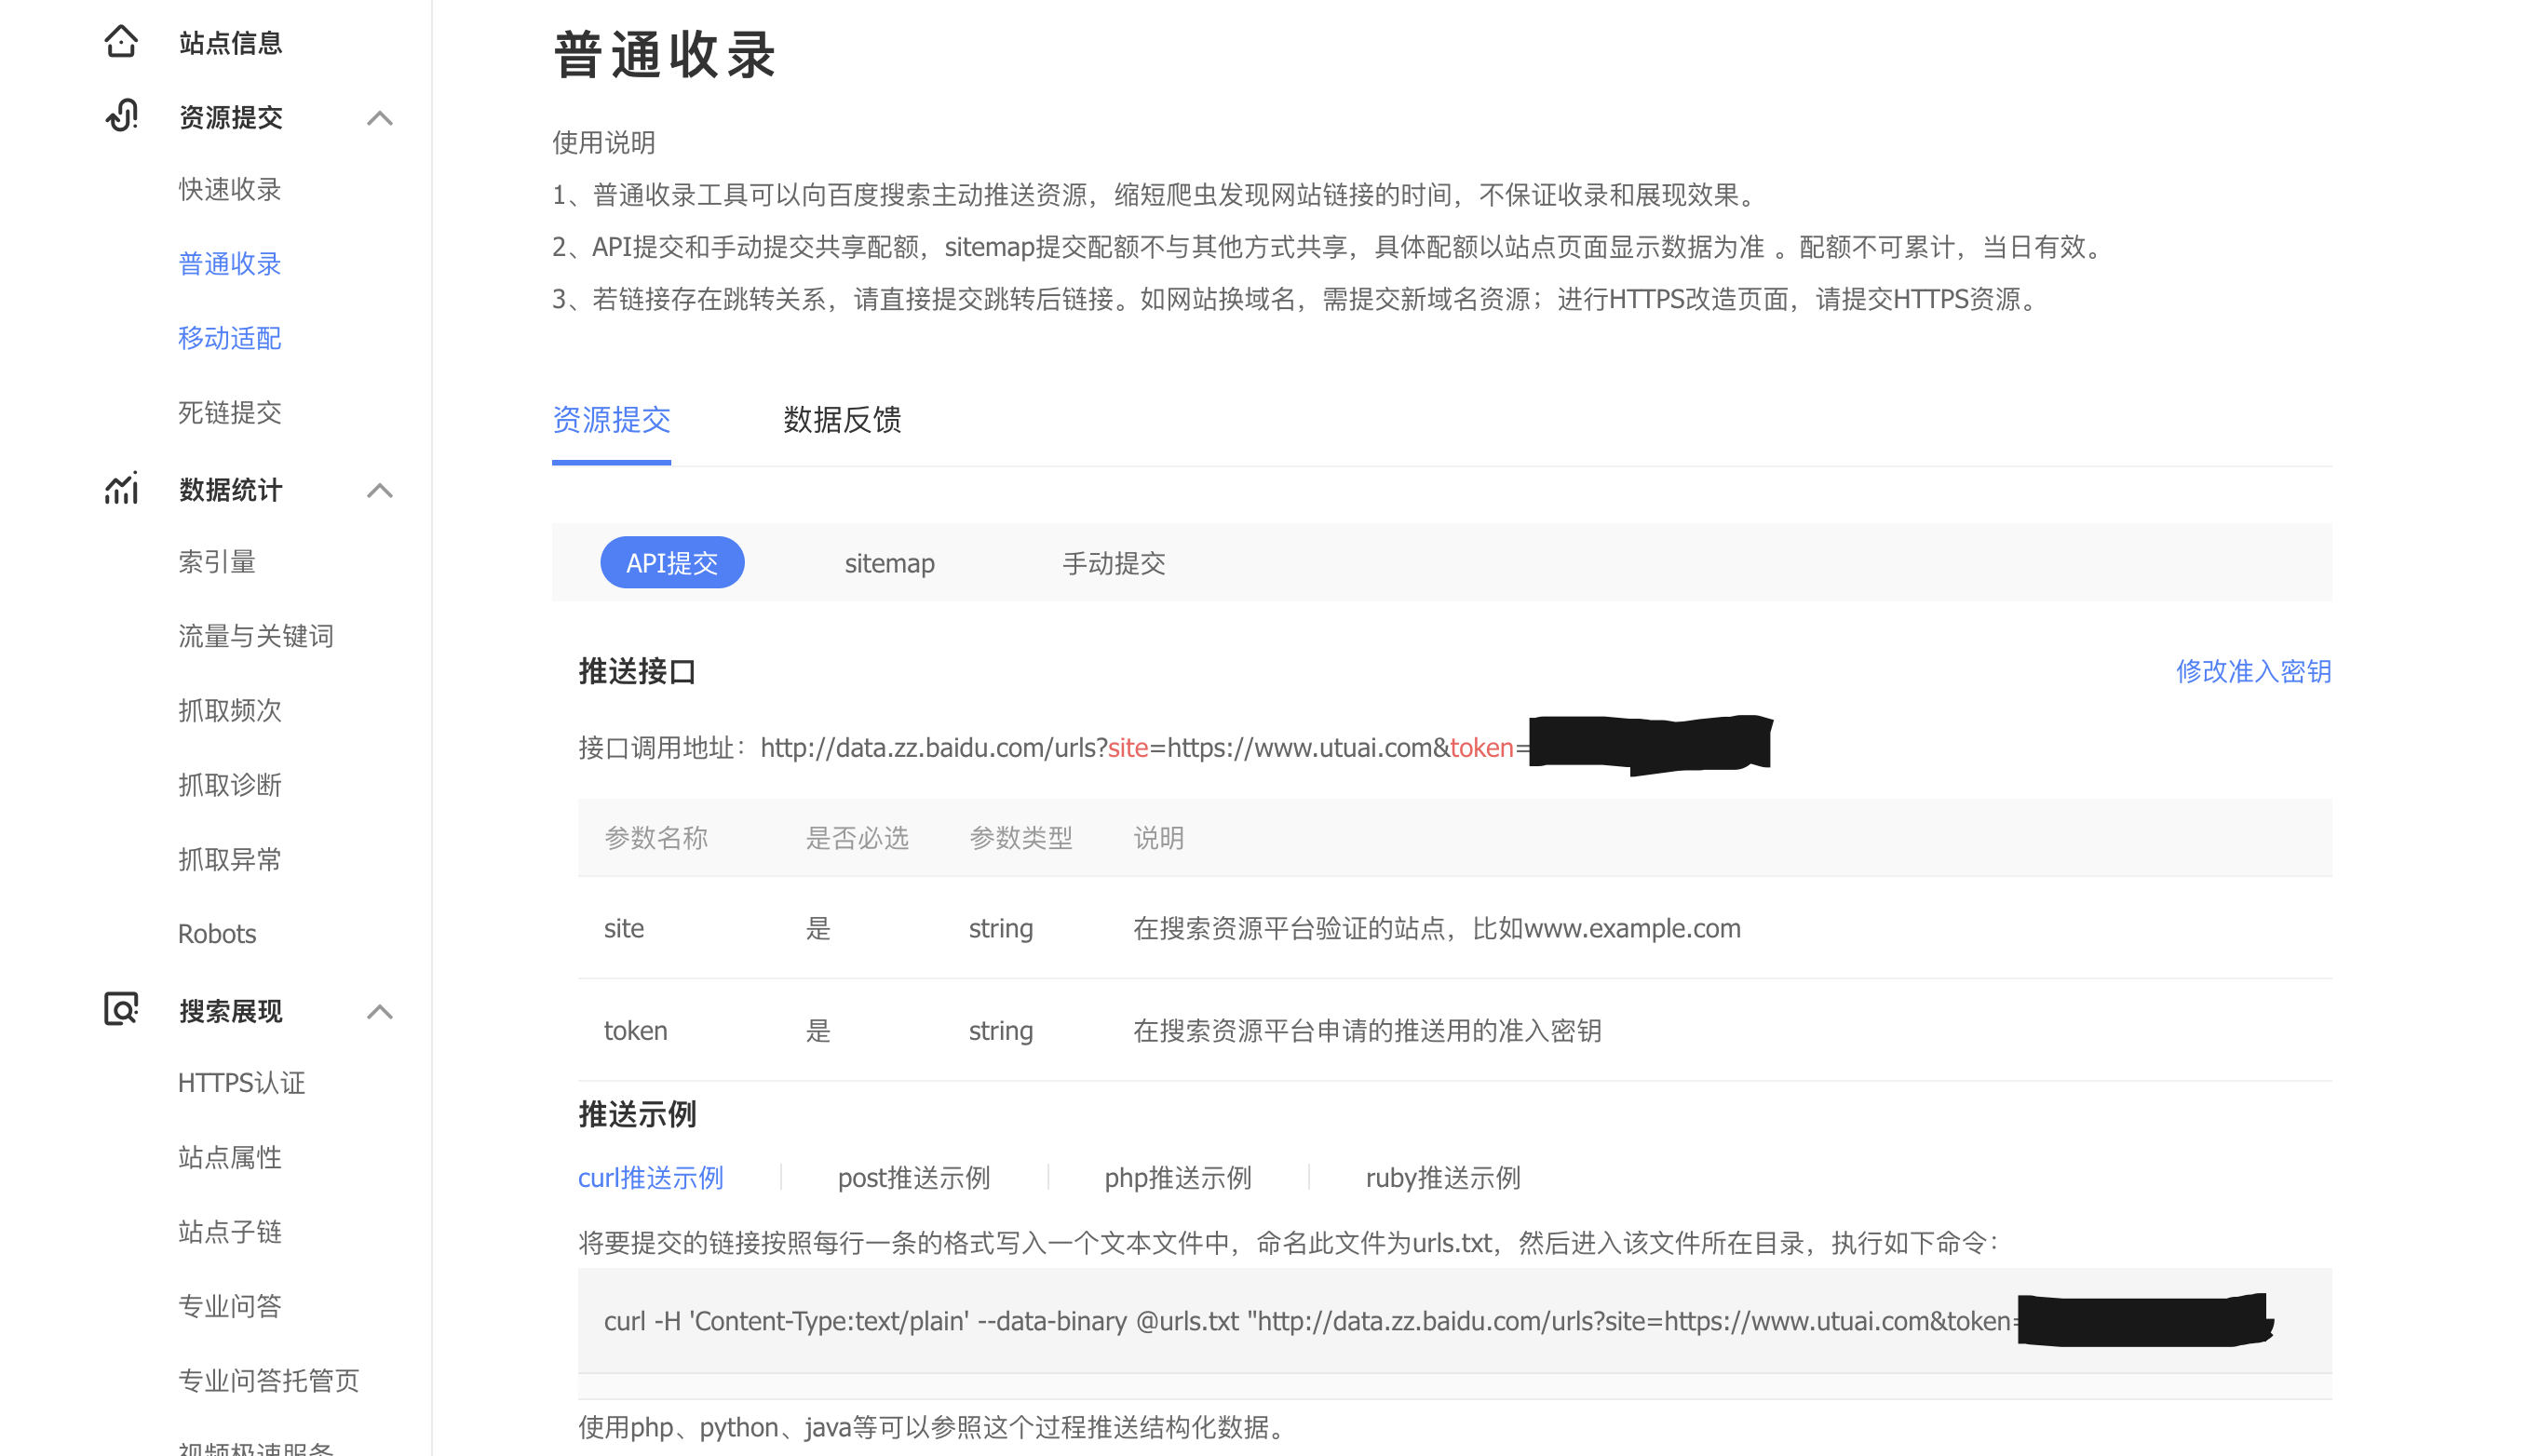 站点信息
资源提交
快速收录
普通收录
移动适配
死链提交
数据统计
索引量
流量与关键词
抓取频次
抓取诊断
抓取异常
Robots
搜索展现
HTTPS认证
站点属性
站点子链
专业问答
专业问答托管页
视频极速服务
普通收录
使用说明
1、普通收录工具可以向百度搜索主动推送资源，缩短爬虫发现网站链接的时间，不保证收录和展现效果。
2、API提交和手动提交共享配额，sitemap提交配额不与其他方式共享，具体配额以站点页面显示数据为准 。配额不可累计，当日有效。
3、若链接存在跳转关系，请直接提交跳转后链接。如网站换域名，需提交新域名资源；进行HTTPS改造页面，请提交HTTPS资源。
资源提交 数据反馈
API提交 sitemap 手动提交
推送接口 修改准入密钥
接口调用地址：http://data.zz.baidu.com/urls?site=https://www.utuai.com&token=
参数名称 是否必选 参数类型 说明
site 是 string 在搜索资源平台验证的站点，比如www.example.com
token 是 string 在搜索资源平台申请的推送用的准入密钥
推送示例
curl推送示例 post推送示例 php推送示例 ruby推送示例
将要提交的链接按照每行一条的格式写入一个文本文件中，命名此文件为urls.txt，然后进入该文件所在目录，执行如下命令：
curl -H 'Content-Type:text/plain' --data-binary @urls.txt "http://data.zz.baidu.com/urls?site=https://www.utuai.com&token=
使用php、python、java等可以参照这个过程推送结构化数据。